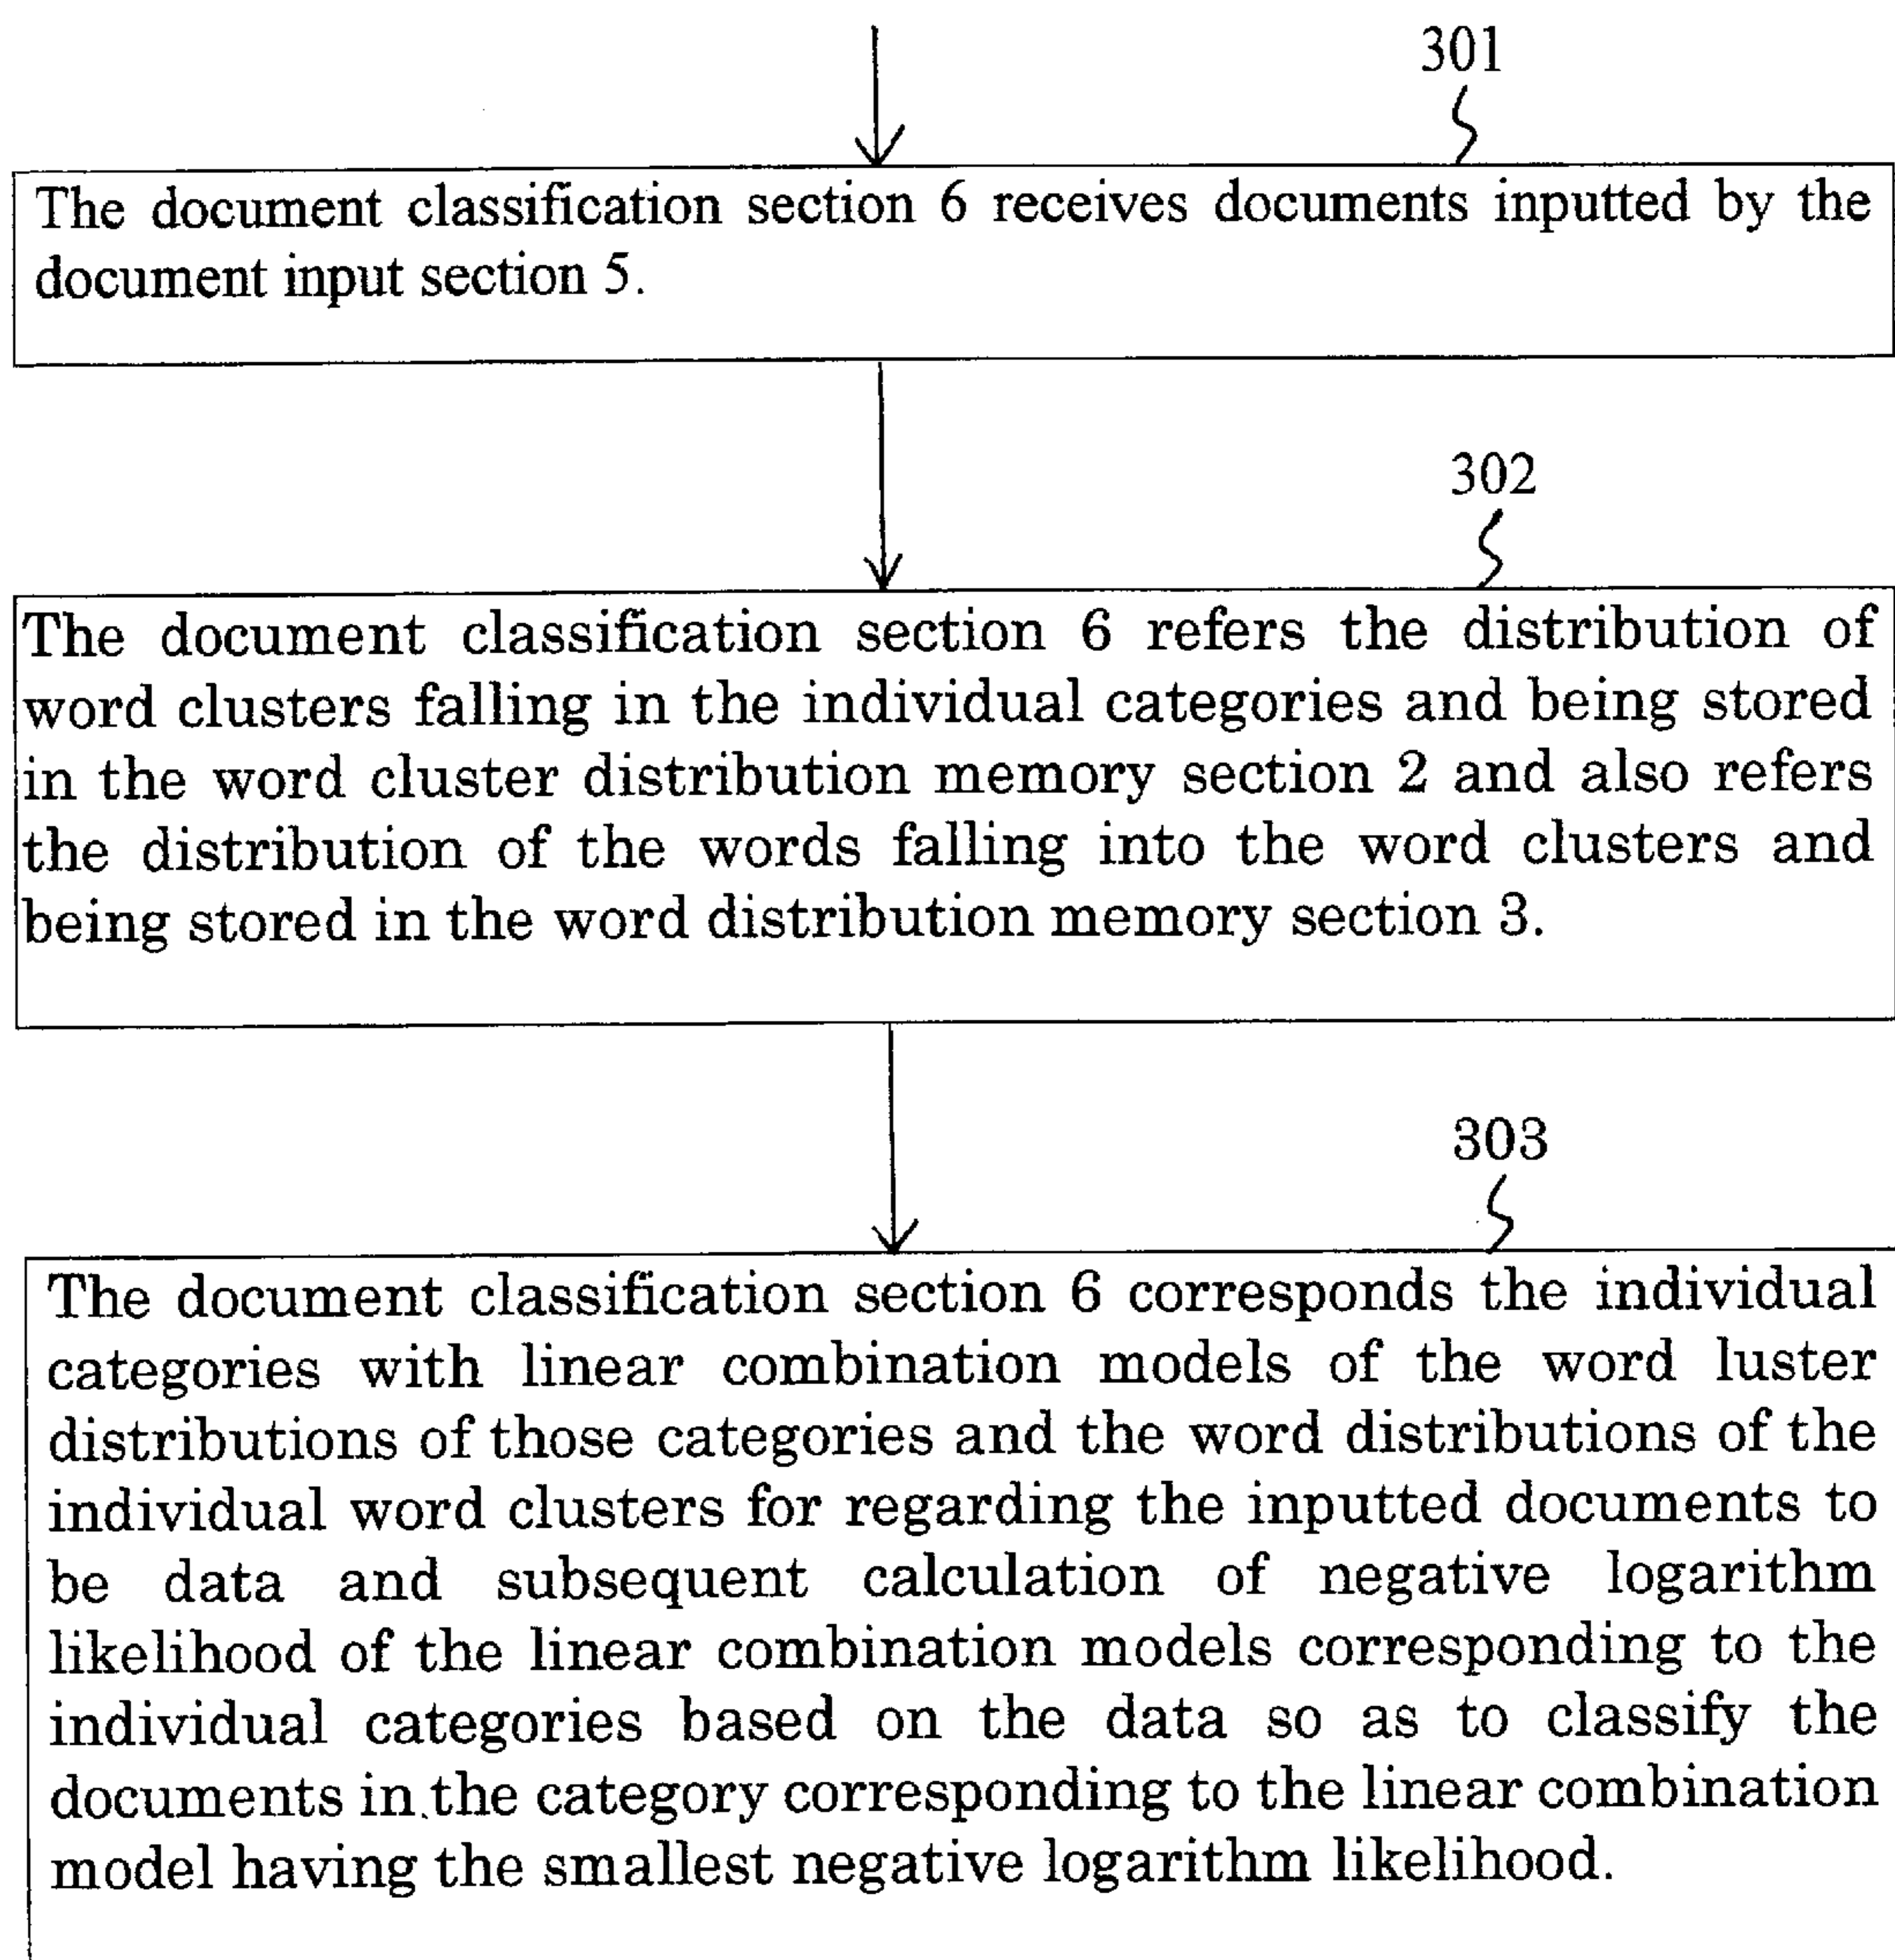 301
The document classification section 6 receives documents inputted by the
document input section 5.
302
The document classification section 6 refers the distribution of
word clusters falling in the individual categories and being stored
in the word cluster distribution memory section 2 and also refers
the distribution of the words falling into the word clusters and
being stored in the word distribution memory section 3.
303
The document classification section 6 corresponds the individual
categories with linear combination models of the word luster
distributions of those categories and the word distributions of the
individual word clusters for regarding the inputted documents to
be data and subsequent calculation of negative logarithm
likelihood of the linear combination models corresponding to the
individual categories based on the data so as to classify the
documents in the category corresponding to the linear combination
model having the smallest negative logarithm likelihood.